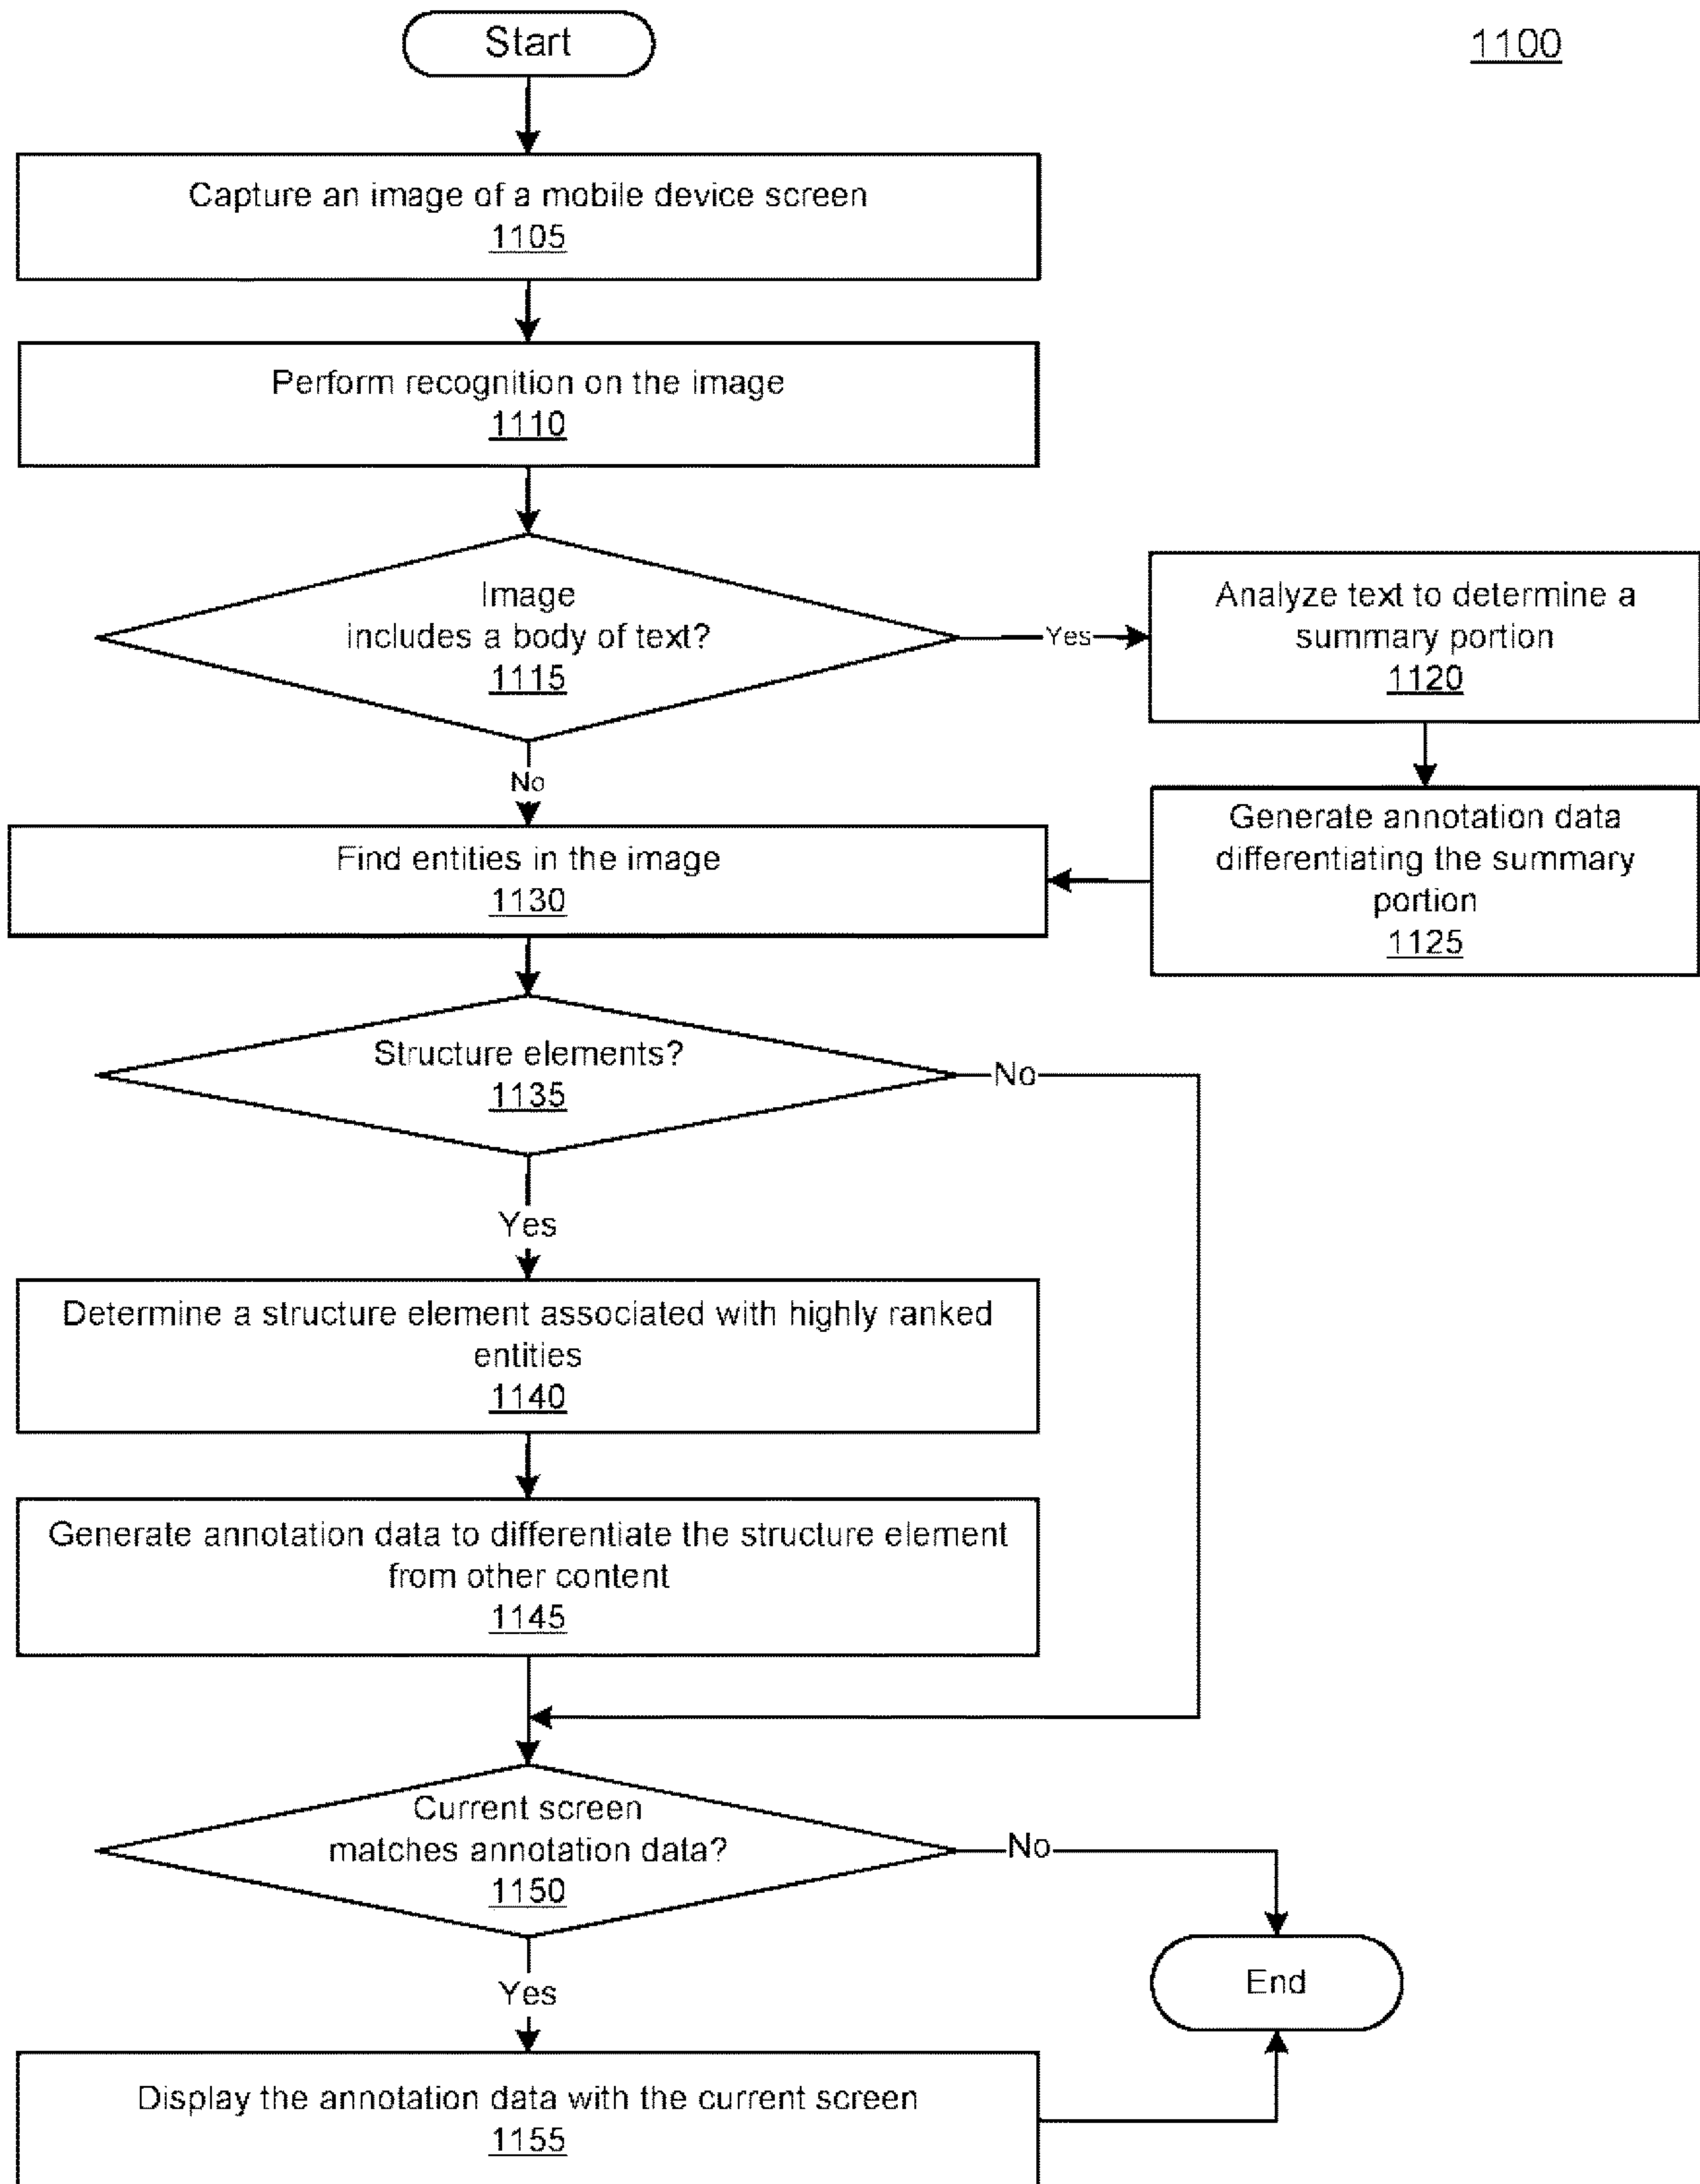 Start
1100
Capture an image of a mobile device screen
1105
Perform recognition on the image
1110
Image
includes a body of text?
1115
Yes
Analyze text to determine a
summary portion
1120
No
Generate annotation data
differentiating the summary
portion
1125
Find entities in the image
1130
Structure elements?
1135
No
Yes
Determine a structure element associated with highly ranked
entities
1140
Generate annotation data to differentiate the structure element
from other content
1145
Current screen
matches annotation data?
1150
No
Yes
End
Display the annotation data with the current screen
1155